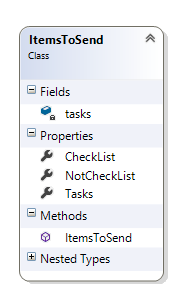 ItemsToSend
Class
Fields
tasks
Properties
CheckList
NotCheckList
Tasks
Methods
ItemsToSend
Nested Types